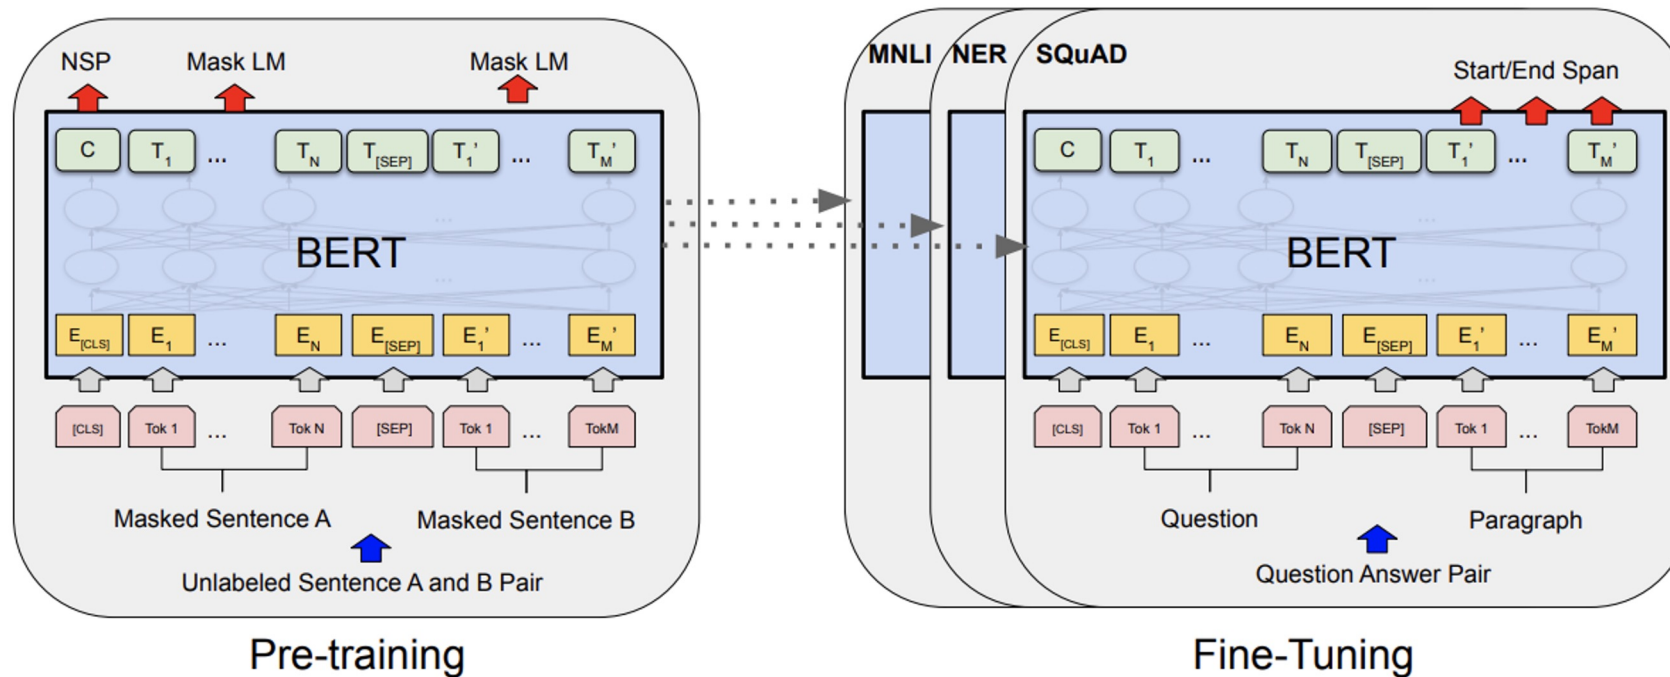 NSP Mask LM Mask LM
C T1 ... TN T[SEP] T1’ ... TM’
...
BERT
...
E[CLS] E1 ... EN E[SEP] E1’ ... EM’
[CLS] Tok 1 ... Tok N [SEP] Tok 1 ... TokM
Masked Sentence A Masked Sentence B
Unlabeled Sentence A and B Pair
Pre-training
MNLI NER SQuAD
Start/End Span
C T1 ... TN T[SEP] T1’ ... TM’
...
BERT
...
E[CLS] E1 ... EN E[SEP] E1’ ... EM’
[CLS] Tok 1 ... Tok N [SEP] Tok 1 ... TokM
Question Paragraph
Question Answer Pair
Fine-Tuning